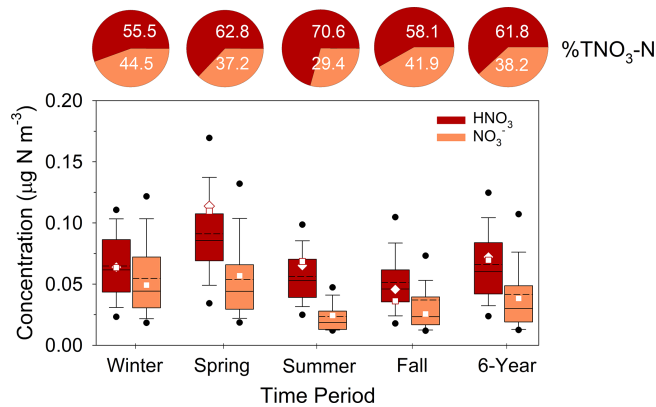 55.5 62.8 70.6 58.1 61.8
44.5 37.2 29.4 41.9 38.2
%TNO₃-N
Concentration (μg N m⁻³)
0.20
0.15
0.10
0.05
0.00
HNO₃
NO₃⁻
Winter Spring Summer Fall 6-Year
Time Period